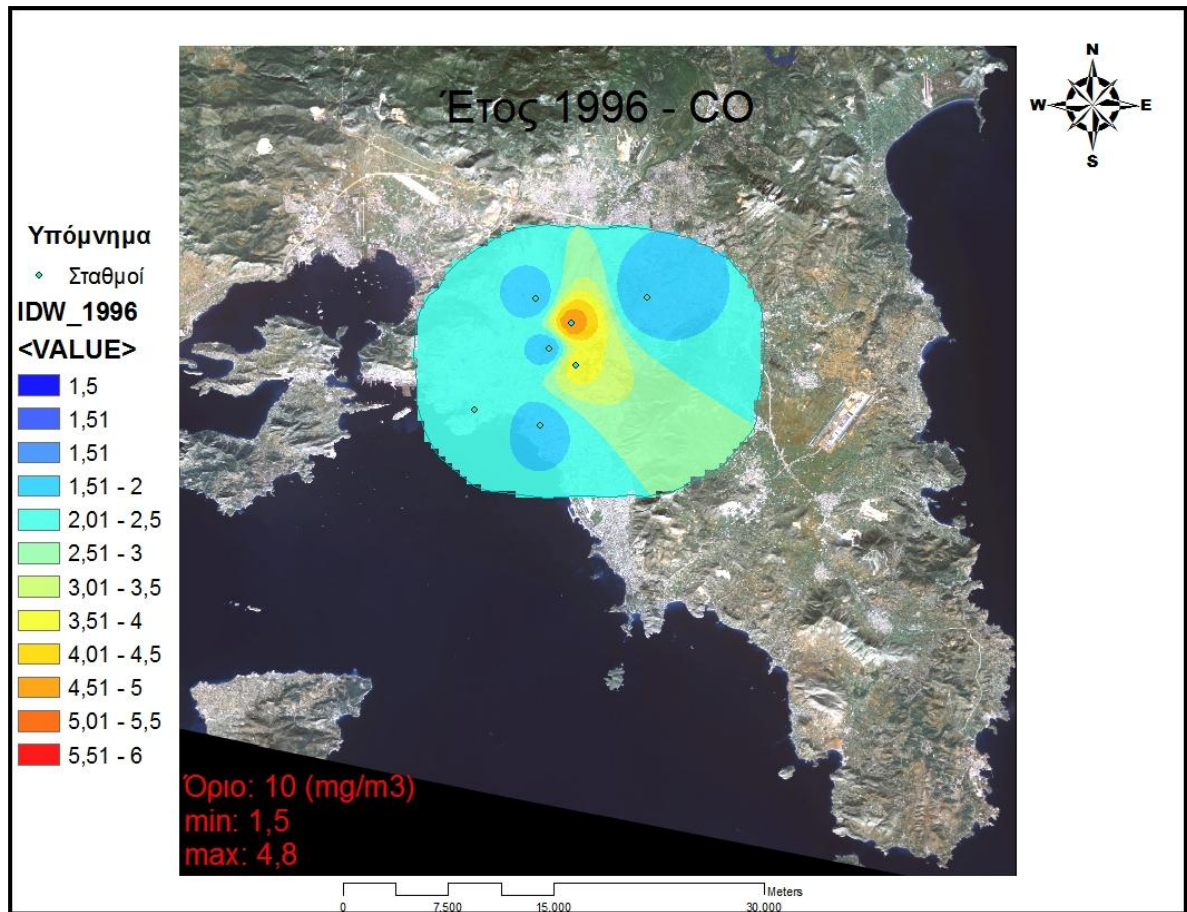 Έτος 1996 - CO
N
W
E
S
Υπόμνημα
Σταθμοί
IDW_1996
<VALUE>
1,5
1,51
1,51
1,51 - 2
2,01 - 2,5
2,51 - 3
3,01 - 3,5
3,51 - 4
4,01 - 4,5
4,51 - 5
5,01 - 5,5
5,51 - 6
Όριο: 10 (mg/m3)
min: 1,5
max: 4,8
Meters
0 7.500 15.000 30.000